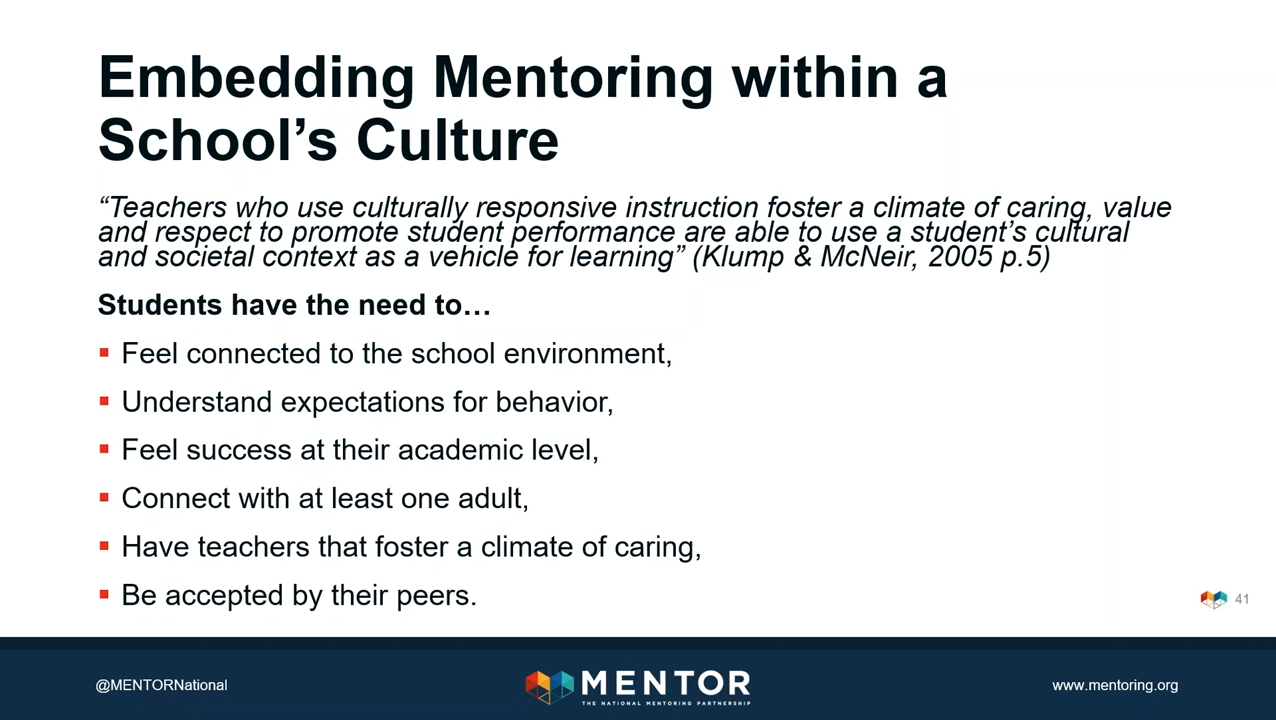 Embedding Mentoring within a
School’s Culture
“Teachers who use culturally responsive instruction foster a climate of caring, value
and respect to promote student performance are able to use a student’s cultural
and societal context as a vehicle for learning” (Klump & McNeir, 2005 p.5)
Students have the need to…
▪ Feel connected to the school environment,
▪ Understand expectations for behavior,
▪ Feel success at their academic level,
▪ Connect with at least one adult,
▪ Have teachers that foster a climate of caring,
▪ Be accepted by their peers.
41
@MENTORNational
MENTOR
THE NATIONAL MENTORING PARTNERSHIP
www.mentoring.org